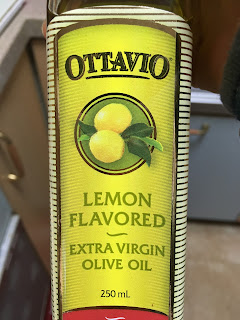 OTTAVIO
LEMON
FLAVORED
EXTRA VIRGIN
OLIVE OIL
250 ml.